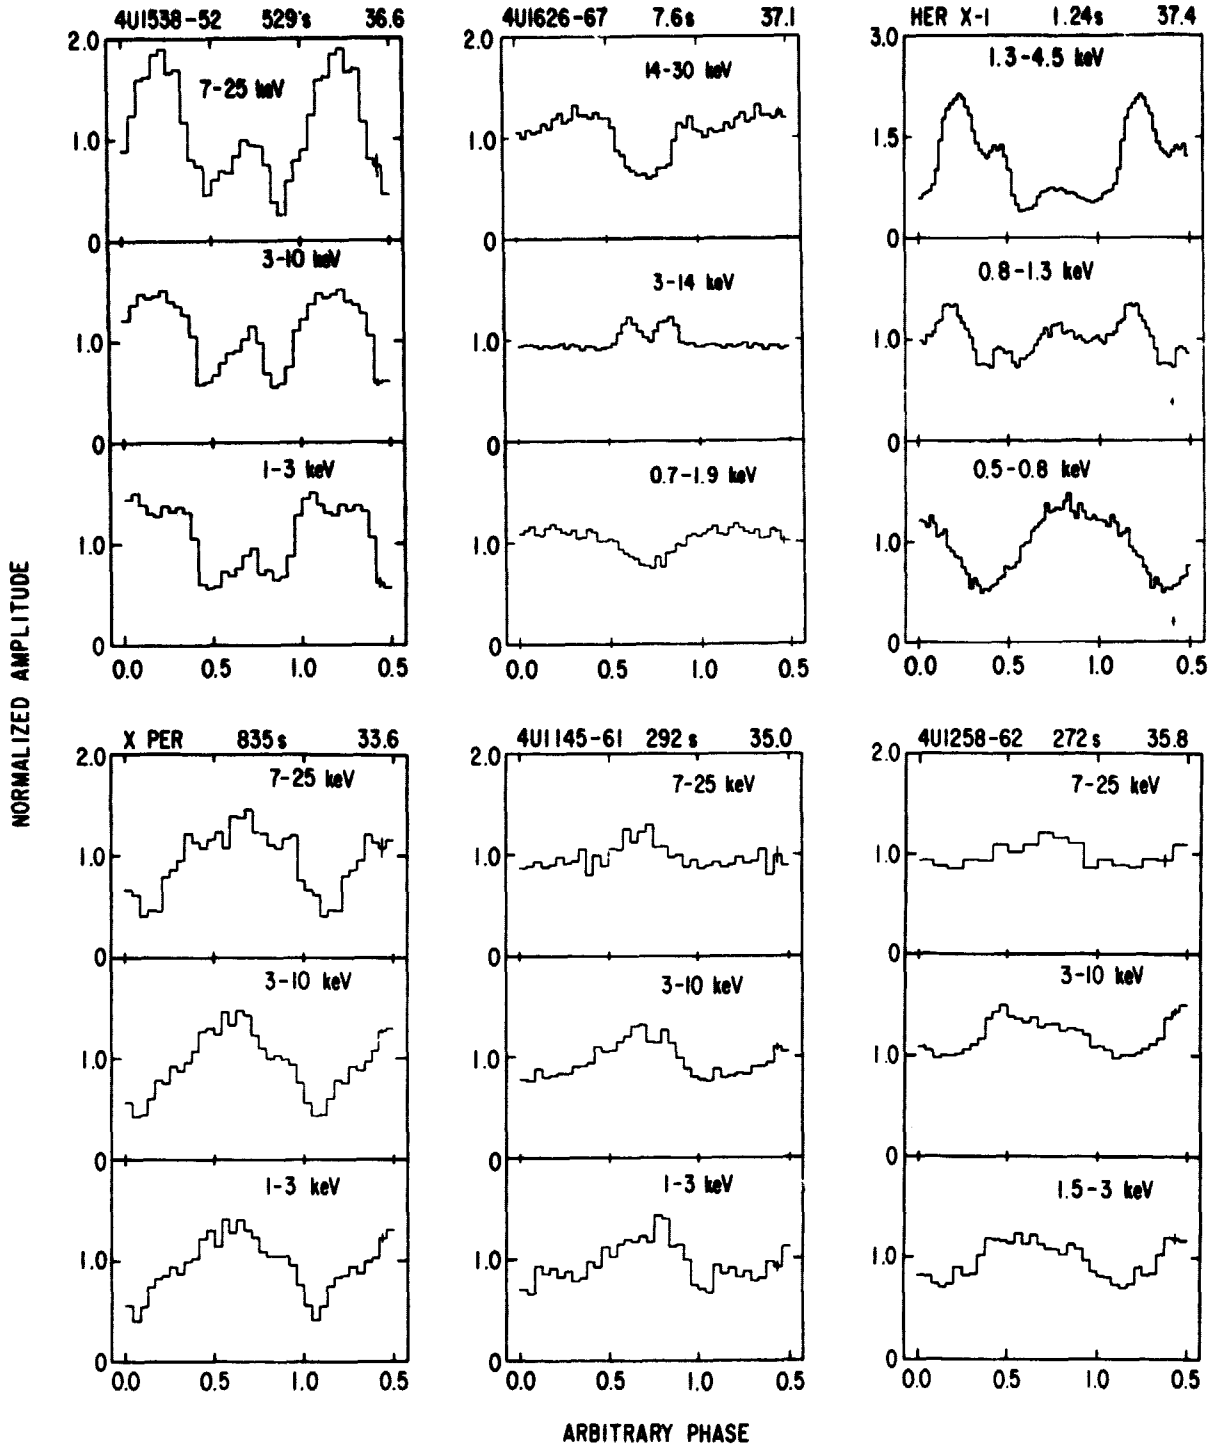 4U1538-52 529s 36.6
4U1626-67 7.6s 37.1
HER X-1 1.24s 37.4
2.0
7-25 keV
1.0
0
3-10 keV
1.0
0
1-3 keV
1.0
0
0.0 0.5 1.0 0.5
2.0
14-30 keV
1.0
0
3-14 keV
1.0
0
0.7-1.9 keV
1.0
0
0.0 0.5 1.0 0.5
3.0
1.3-4.5 keV
1.5
0
0.8-1.3 keV
1.0
0
0.5-0.8 keV
1.0
0
0.0 0.5 1.0 0.5
NORMALIZED AMPLITUDE
X PER 835s 33.6
4U1145-61 292s 35.0
4U1258-62 272s 35.8
2.0
7-25 keV
1.0
0
3-10 keV
1.0
0
1-3 keV
1.0
0
0.0 0.5 1.0 0.5
2.0
7-25 keV
1.0
0
3-10 keV
1.0
0
1-3 keV
1.0
0
0.0 0.5 1.0 0.5
2.0
7-25 keV
1.0
0
3-10 keV
1.0
0
1.5-3 keV
1.0
0
0.0 0.5 1.0 0.5
ARBITRARY PHASE